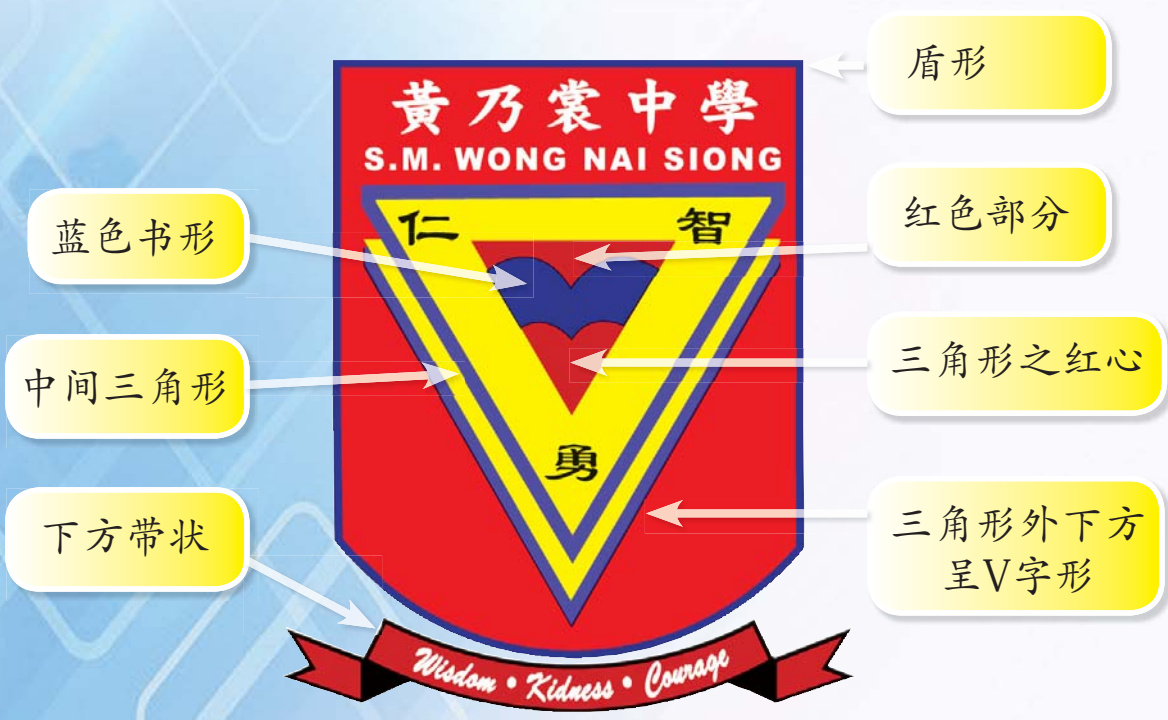 盾形
黃乃裳中學
S.M. WONG NAI SIONG
蓝色书形
仁
智
红色部分
中间三角形
三角形之红心
勇
下方带状
三角形外下方
呈V字形
Wisdom • Kidness • Courage